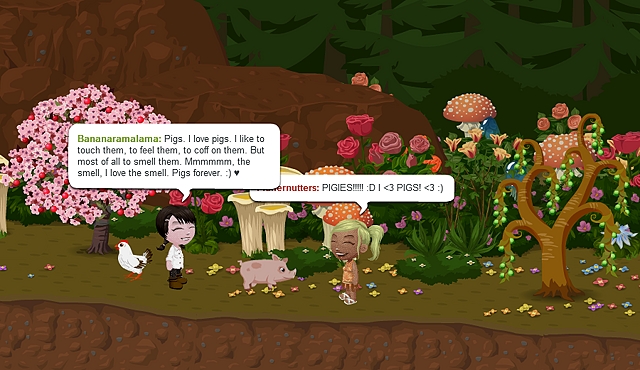 Bananaramalama: Pigs. I love pigs. I like to
touch them, to feel them, to coff on them. But
most of all to smell them. Mmmmmm, the
smell, I love the smell. Pigs forever. :) ♥
PIGIES!!!!! :D I <3 PIGS! <3 :)